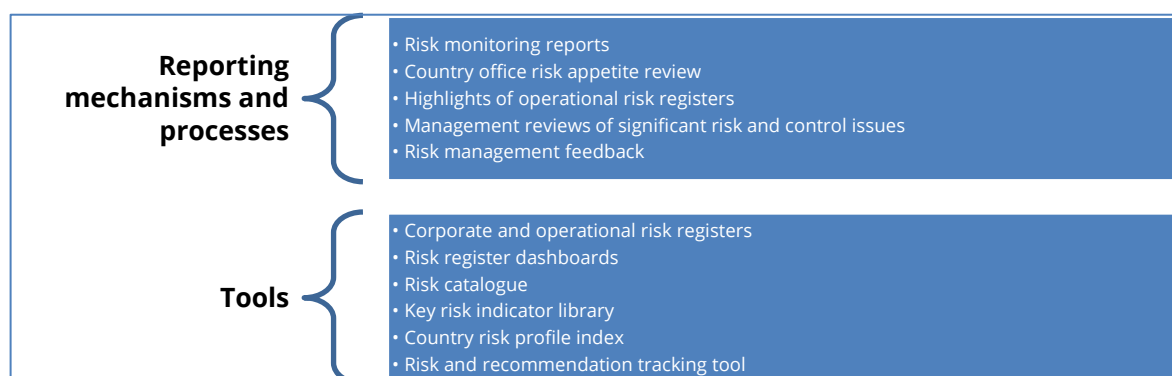 Reporting
mechanisms and
processes
• Risk monitoring reports
• Country office risk appetite review
• Highlights of operational risk registers
• Management reviews of significant risk and control issues
• Risk management feedback
Tools
• Corporate and operational risk registers
• Risk register dashboards
• Risk catalogue
• Key risk indicator library
• Country risk profile index
• Risk and recommendation tracking tool